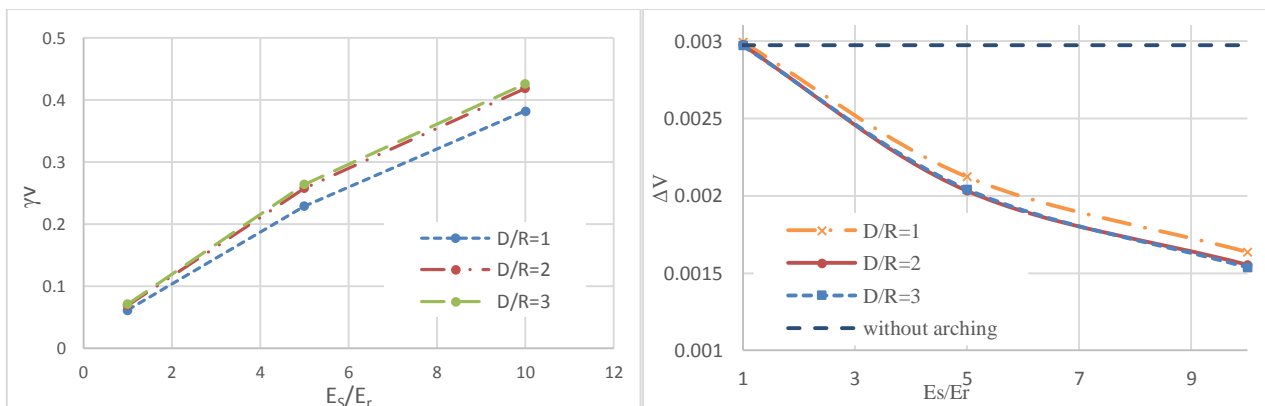 0.5
0.4
0.3
0.2
0.1
0
0 2 4 6 8 10 12
γv
E_S/E_r
D/R=1
D/R=2
D/R=3
0.003
0.0025
0.002
0.0015
0.001
1 3 5 7 9
ΔV
Es/Er
D/R=1
D/R=2
D/R=3
without arching